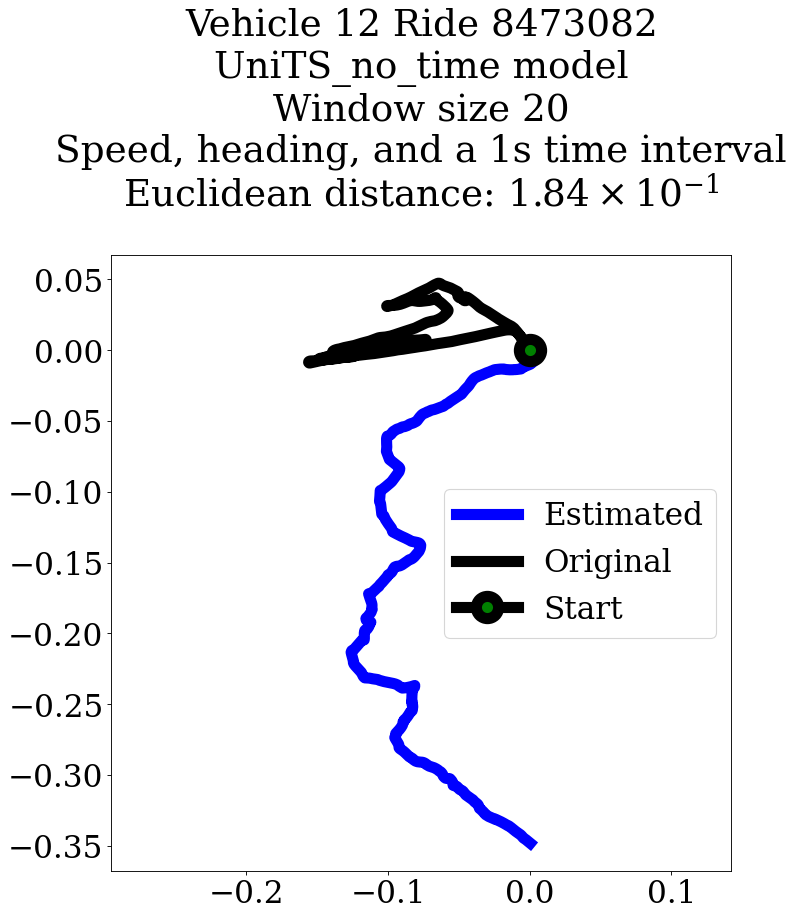 Vehicle 12 Ride 8473082
UniTS_no_time model
Window size 20
Speed, heading, and a 1s time interval
Euclidean distance: 1.84 × 10⁻¹
0.05
0.00
−0.05
−0.10
−0.15
−0.20
−0.25
−0.30
−0.35
Estimated
Original
Start
−0.2
−0.1
0.0
0.1